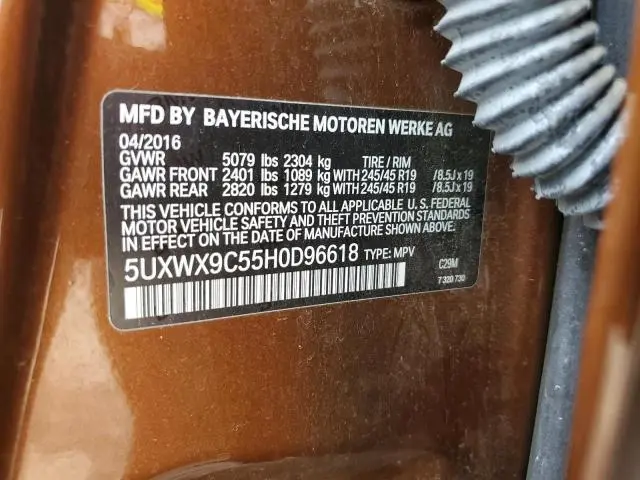 MFD BY BAYERISCHE MOTOREN WERKE AG
04/2016
GVWR 5079 lbs 2304 kg TIRE / RIM
GAWR FRONT 2401 lbs 1089 kg WITH 245/45 R19 /8.5J x 19
GAWR REAR 2820 lbs 1279 kg WITH 245/45 R19 /8.5J x 19
THIS VEHICLE CONFORMS TO ALL APPLICABLE U. S. FEDERAL
MOTOR VEHICLE SAFETY AND THEFT PREVENTION STANDARDS
IN EFFECT ON THE DATE OF MANUFACTURE SHOWN ABOVE.
5UXWX9C55H0D96618 TYPE: MPV
C29M
7 320 730